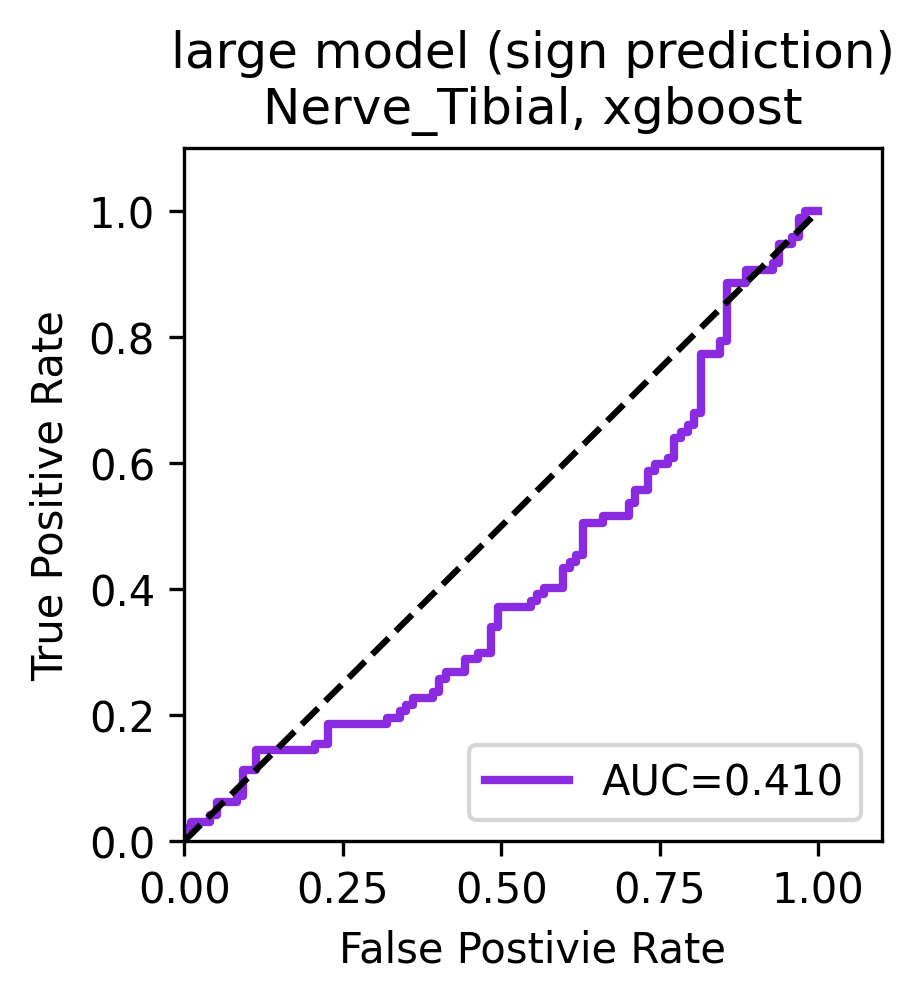 large model (sign prediction)
Nerve_Tibial, xgboost
1.0
0.8
0.6
0.4
0.2
0.0
True Positive Rate
AUC=0.410
0.00 0.25 0.50 0.75 1.00
False Postivie Rate